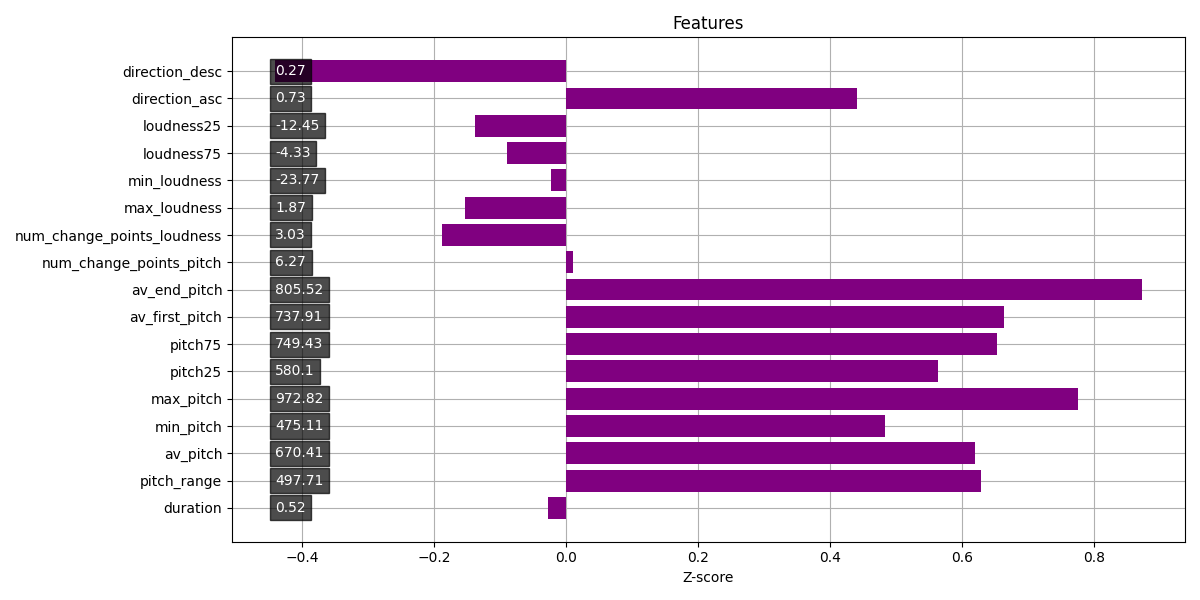 Features
direction_desc 0.27
direction_asc 0.73
loudness25 -12.45
loudness75 -4.33
min_loudness -23.77
max_loudness 1.87
num_change_points_loudness 3.03
num_change_points_pitch 6.27
av_end_pitch 805.52
av_first_pitch 737.91
pitch75 749.43
pitch25 580.1
max_pitch 972.82
min_pitch 475.11
av_pitch 670.41
pitch_range 497.71
duration 0.52
−0.4 −0.2 0.0 0.2 0.4 0.6 0.8
Z-score